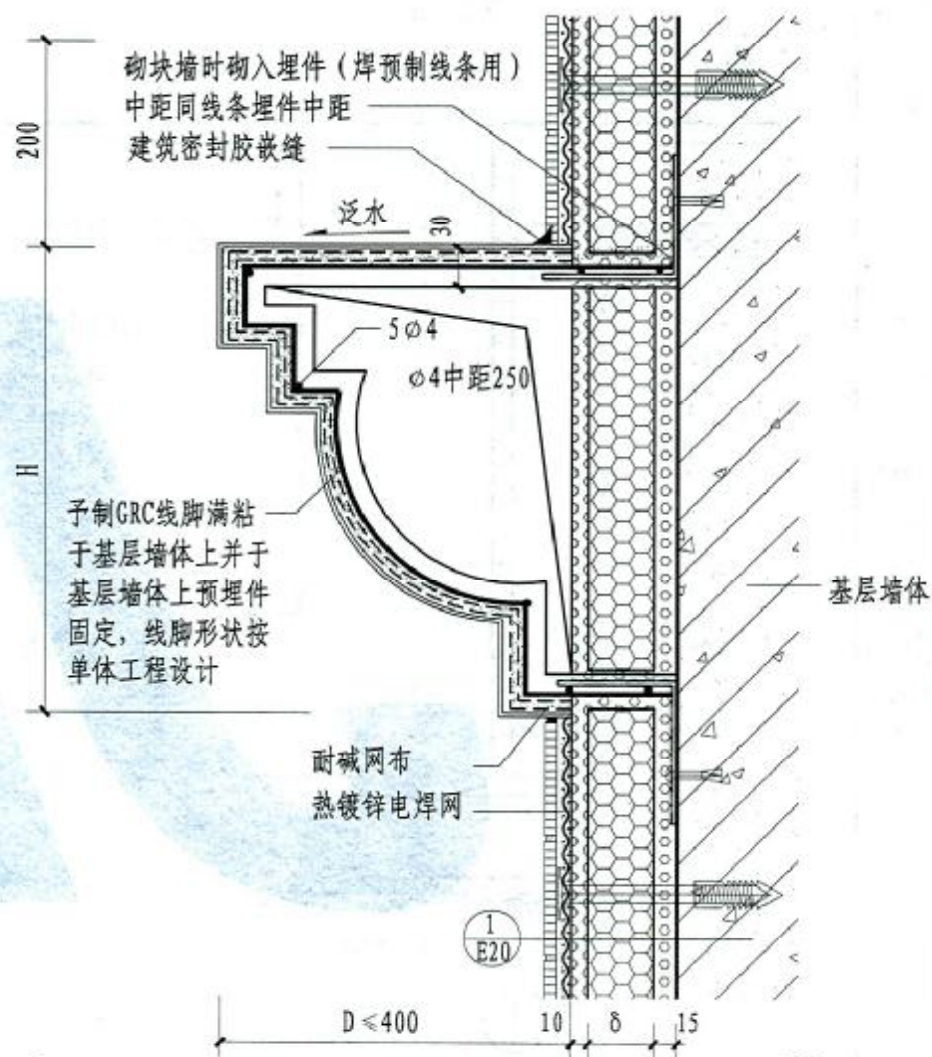 砌块墙时砌入埋件（焊预制线条用）
中距同线条埋件中距
建筑密封胶嵌缝
200
泛水
30
5∅4
∅4中距250
H
予制GRC线脚满粘
于基层墙体上并于
基层墙体上预埋件
固定，线脚形状按
单体工程设计
基层墙体
耐碱网布
热镀锌电焊网
1
E20
D≤400
10
δ
15